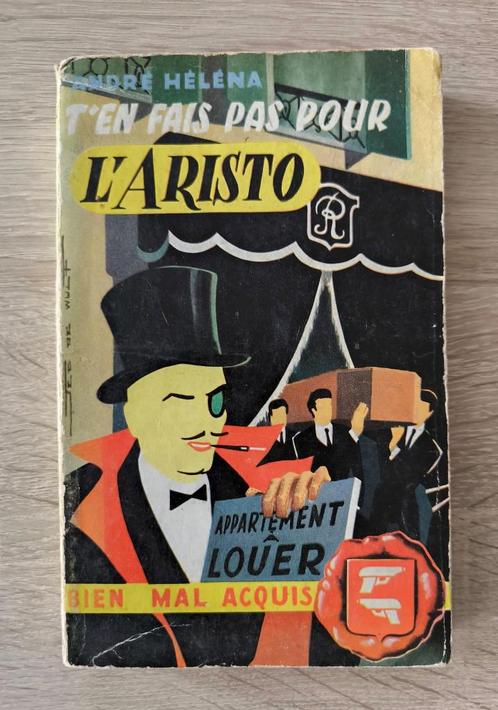 ANDRÉ HÉLÉNA
T'EN FAIS PAS POUR
L'ARISTO
R
APPARTEMENT
À
LOUER
BIEN MAL ACQUIS